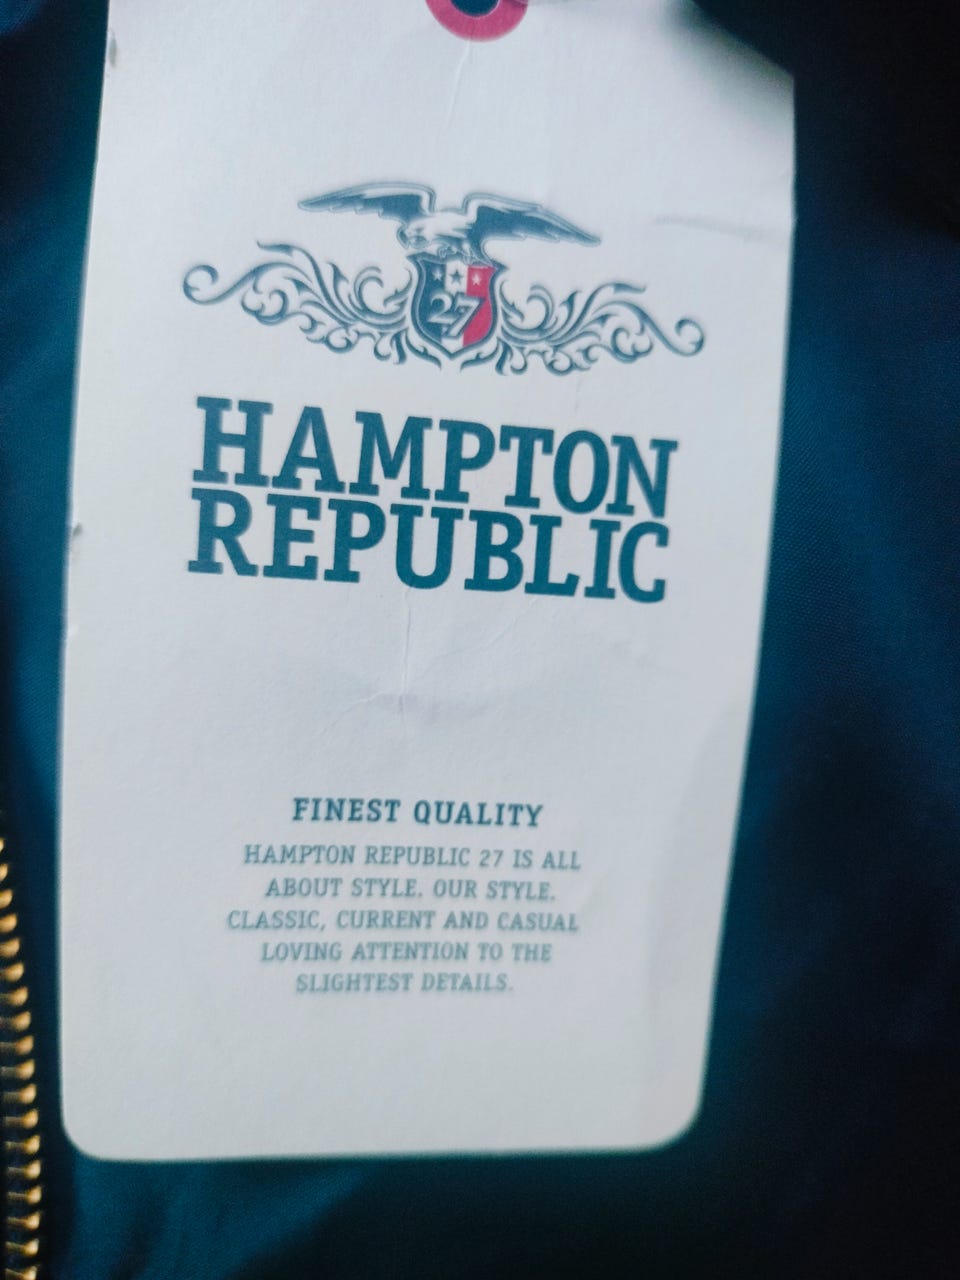 27
HAMPTON
REPUBLIC
FINEST QUALITY
HAMPTON REPUBLIC 27 IS ALL
ABOUT STYLE. OUR STYLE.
CLASSIC, CURRENT AND CASUAL
LOVING ATTENTION TO THE
SLIGHTEST DETAILS.